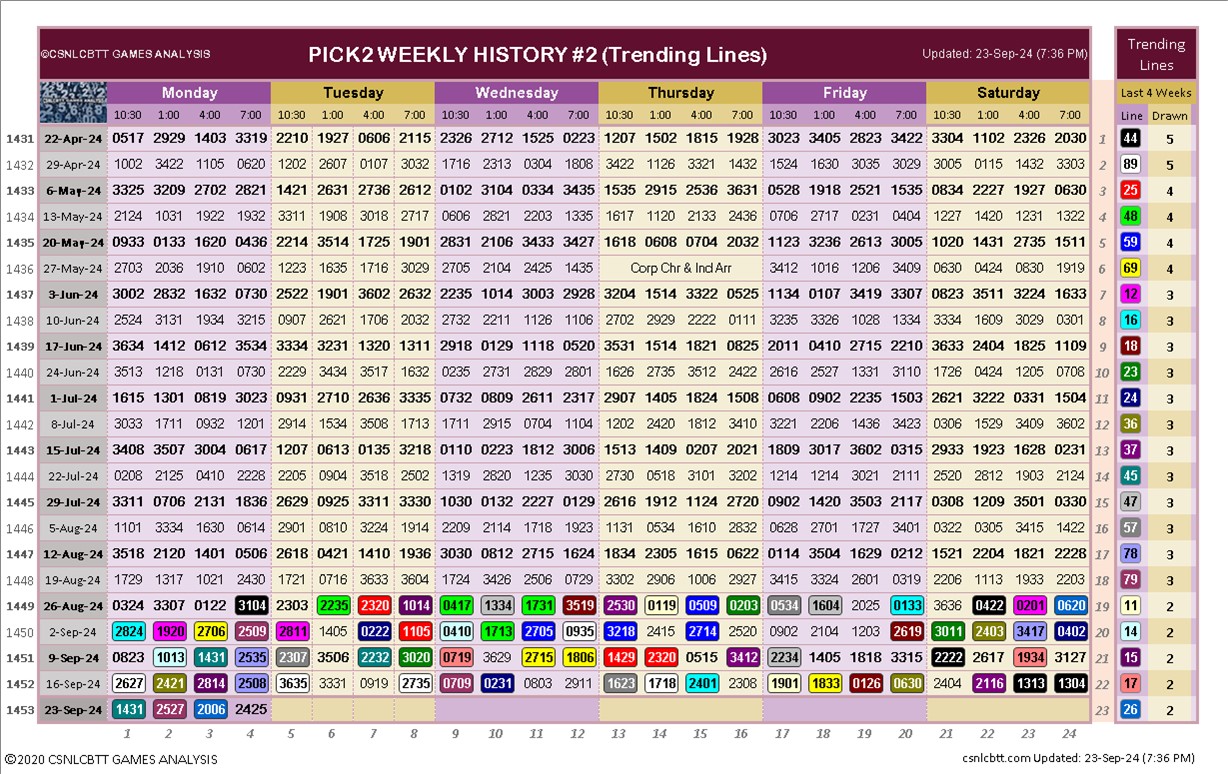 ©CSNLCBTT GAMES ANALYSIS PICK2 WEEKLY HISTORY #2 (Trending Lines) Updated: 23-Sep-24 (7:36 PM) Trending Lines
Monday Tuesday Wednesday Thursday Friday Saturday Last 4 Weeks
10:30 1:00 4:00 7:00 10:30 1:00 4:00 7:00 10:30 1:00 4:00 7:00 10:30 1:00 4:00 7:00 10:30 1:00 4:00 7:00 10:30 1:00 4:00 7:00 Line Drawn
1431 22-Apr-24 0517 2929 1403 3319 2210 1927 0606 2115 2326 2712 1525 0223 1207 1502 1815 1928 3023 3405 2223 3422 3304 1102 2326 2030 1 44 5
1432 29-Apr-24 1002 3422 1105 0620 1202 2607 0107 3032 1716 2313 0304 1808 3422 1126 3321 1432 1524 1630 3035 3029 3005 0115 1432 3303 2 89 5
1433 6-May-24 3325 3209 2702 2821 1421 2631 2736 2612 0102 3104 0334 3435 1535 2915 2536 3631 0528 1918 2521 1535 0834 2227 1927 0630 3 25 4
1434 13-May-24 2124 1031 1922 1932 3311 1908 3018 2717 0606 2821 2203 1335 1617 1120 2133 2436 0706 2717 0231 0404 1227 1420 1231 1322 4 48 4
1435 20-May-24 0933 0133 1620 0436 2214 3514 1725 1901 2831 2106 3433 3427 1618 0608 0704 2032 1123 3236 2613 3005 1020 1431 2735 1511 5 59 4
1436 27-May-24 2703 2036 1910 0602 1223 1635 1716 3029 2705 2104 2425 1435 Corp Chr & Ind Arr 3412 1016 1206 3409 0630 0424 0830 1919 6 69 4
1437 3-Jun-24 3002 2832 1632 0730 2522 1901 3602 2632 2235 1014 3003 2928 3204 1514 3322 0525 1134 0107 3419 3307 0823 3511 3224 1633 7 12 3
1438 10-Jun-24 2524 3131 1934 3215 0907 2621 1706 2032 2732 2211 1126 1106 2702 2929 2222 0111 3235 3326 1028 1334 3334 1609 3029 0301 8 16 3
1439 17-Jun-24 3634 1412 0612 3534 3334 3231 1320 1311 2918 0129 1118 0520 3531 1514 1821 0825 2011 0410 2715 2210 3633 2404 1825 1109 9 18 3
1440 24-Jun-24 3513 1218 0131 0730 2229 3434 3517 1632 0235 2731 2829 2801 1626 2735 3512 2422 2616 2527 1331 3110 1726 0424 1205 0708 10 23 3
1441 1-Jul-24 1615 1301 0819 3023 0931 2710 2636 3335 0732 0809 2611 2317 2907 1405 1824 1508 0608 0902 2235 1503 2621 3222 0331 1504 11 24 3
1442 8-Jul-24 3033 1711 0932 1201 2914 1534 3508 1713 1711 2915 0704 1104 1202 2420 1812 3410 3221 2206 1436 3423 0306 1529 3409 3602 12 36 3
1443 15-Jul-24 3408 3507 3004 0617 1207 0613 0135 3218 0110 0223 1812 3006 1513 1409 0207 2021 1809 3017 3602 0315 2933 1923 1628 0231 13 37 3
1444 22-Jul-24 0208 2125 0410 2228 2205 0904 3518 2502 1319 2820 1235 3030 2730 0518 3101 3202 1214 1214 3021 2111 2520 2812 1903 2124 14 45 3
1445 29-Jul-24 3311 0706 2131 1836 2629 0925 3311 3330 1030 0132 2227 0129 2616 1912 1124 2720 0902 1420 3503 2117 0308 1209 3501 0330 15 47 3
1446 5-Aug-24 1101 3334 1630 0614 2901 0810 3224 1914 2209 2114 1718 1923 1131 0534 1610 2832 0628 2701 1727 3401 0322 0305 3415 1422 16 57 3
1447 12-Aug-24 3518 2120 1401 0506 2618 0421 1410 1936 3030 0812 2715 1624 1834 2305 1615 0622 0114 3504 1629 0212 1521 2204 1821 2228 17 78 3
1448 19-Aug-24 1729 1317 1021 2430 1721 0716 3633 3604 1724 3426 2506 0729 3302 2906 1006 2927 3415 3324 2601 0319 2206 1113 2933 2203 18 79 3
1449 26-Aug-24 0324 3307 0122 3104 2303 2235 2320 1014 0417 1334 1731 3519 2530 0119 0509 0203 0534 1604 2025 0133 3636 0422 0201 0620 19 11 2
1450 2-Sep-24 2824 1920 2706 2509 2811 1405 0222 1105 0410 1713 2705 0935 3218 2415 2714 2520 0902 2104 1203 2619 3011 2403 3417 0402 20 14 2
1451 9-Sep-24 0823 1013 1431 2535 2307 3506 2232 3020 0719 3629 2715 1806 1429 2320 0515 3412 2234 1405 1818 3315 2222 2617 1934 3127 21 15 2
1452 16-Sep-24 2627 2421 2814 2508 3635 3331 0919 2735 0709 0231 0803 2911 1623 1718 2401 2308 1901 1833 0126 0630 2404 2116 1313 1304 22 17 2
1453 23-Sep-24 1431 2527 2006 2425 23 26 2
1 2 3 4 5 6 7 8 9 10 11 12 13 14 15 16 17 18 19 20 21 22 23 24
©2020 CSNLCBTT GAMES ANALYSIS csnlcbtt.com Updated: 23-Sep-24 (7:36 PM)